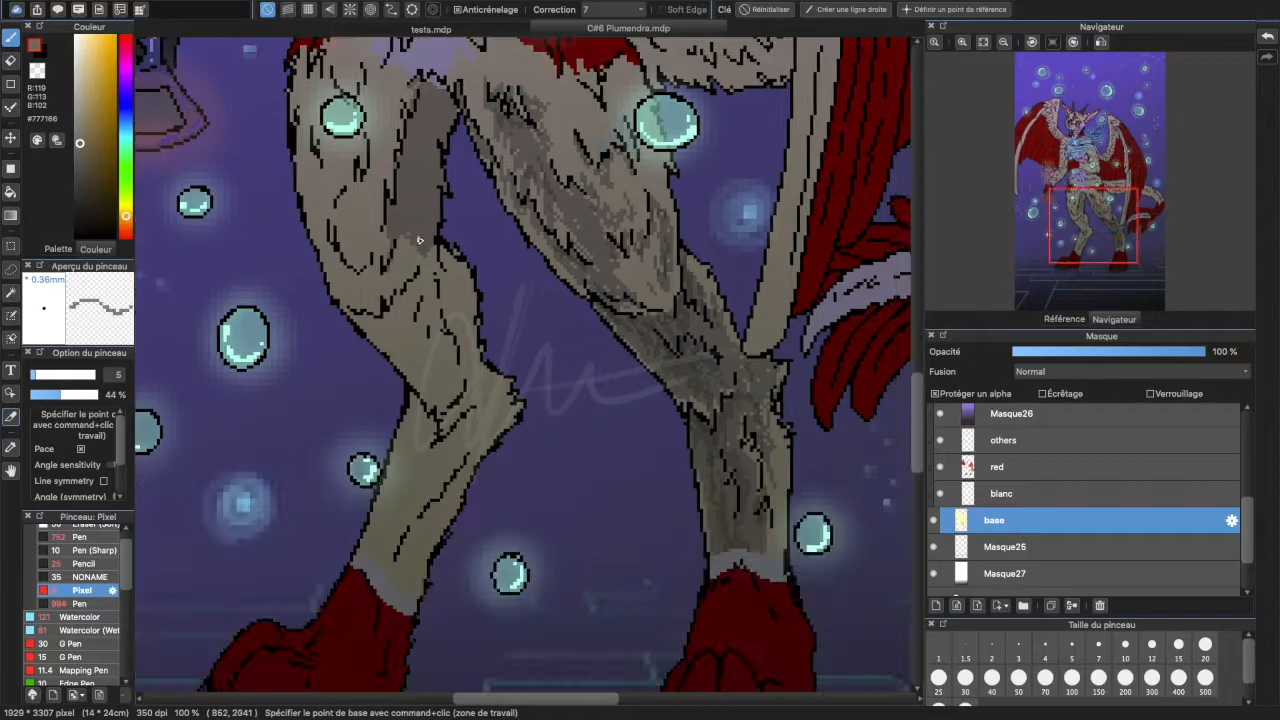 Anticrénelage Correction 7 Soft Edge Clé Réinitialiser Créer une ligne droite Définir un point de référence
tests.mdp C#6 Plumendra.mdp
Couleur
R:119
G:113
B:102
#777166
Palette Couleur
Aperçu du pinceau
* 0.36mm
Option du pinceau
5
44 %
Spécifier le point c
avec command+clic (
travail)
Pace
Angle sensitivity
Line symmetry
Angle (symmetry)
Pinceau: Pixel
50 Eraser (Soft)
752 Pen
10 Pen (Sharp)
25 Pencil
35 NONAME
Pixel
994 Pen
121 Watercolor
81 Watercolor (Wet
30 G Pen
15 G Pen
11.4 Mapping Pen
10 Edge Pen
Navigateur
Référence Navigateur
Masque
Opacité 100 %
Fusion Normal
Protéger un alpha Écrêtage Verrouillage
Masque26
others
red
blanc
base
Masque25
Masque27
Taille du pinceau
1 1.5 2 3 4 5 7 10 12 15 20
25 30 40 50 70 100 150 200 300 400 500
1929 * 3307 pixel (14 * 24cm) 350 dpi 100 % ( 852, 2041 ) Spécifier le point de base avec command+clic (zone de travail)